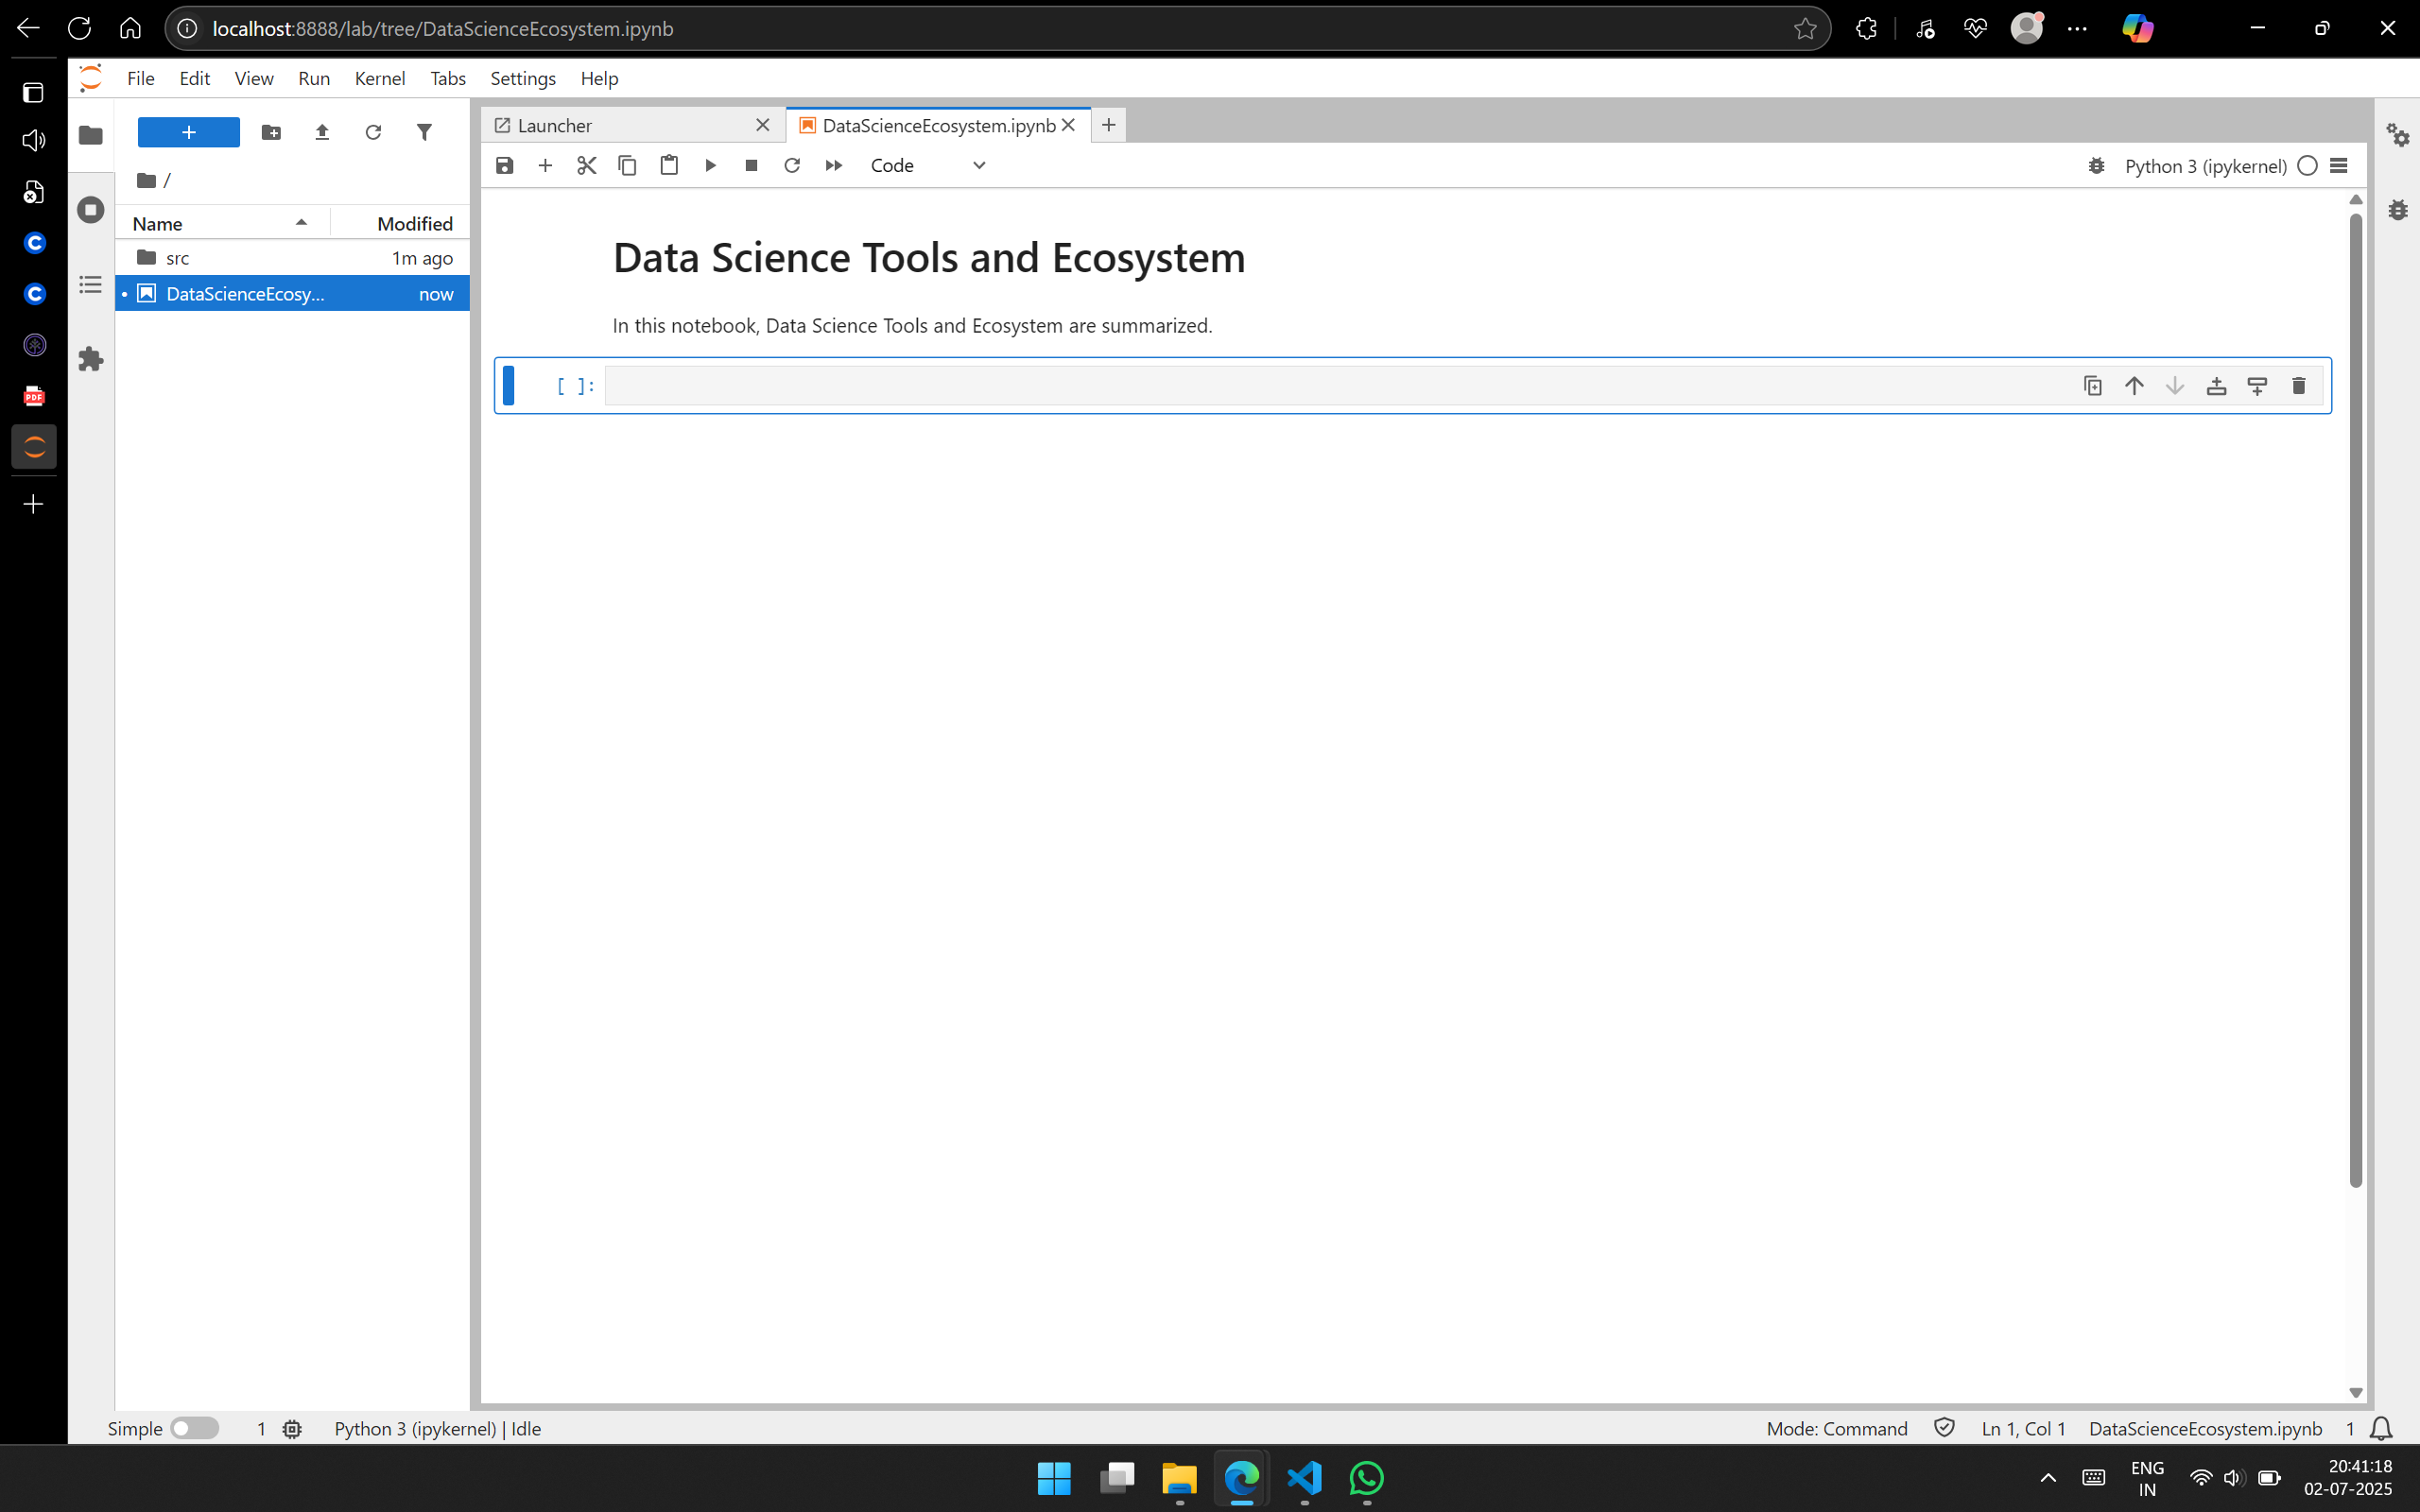 localhost:8888/lab/tree/DataScienceEcosystem.ipynb
File Edit View Run Kernel Tabs Settings Help
Launcher DataScienceEcosystem.ipynb
Code Python 3 (ipykernel)
/
Name Modified
src 1m ago
DataScienceEcosy... now
Data Science Tools and Ecosystem
In this notebook, Data Science Tools and Ecosystem are summarized.
[ ]:
PDF
Simple 1 Python 3 (ipykernel) | Idle Mode: Command Ln 1, Col 1 DataScienceEcosystem.ipynb 1
ENG 20:41:18
IN 02-07-2025